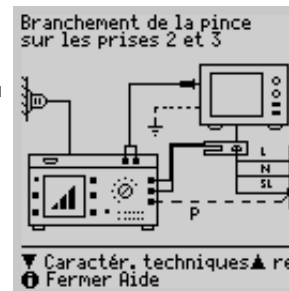 Branchement de la pince
sur les prises 2 et 3
L
N
SL
P
▼ Caractér. techniques▲ re
Fermer Aide